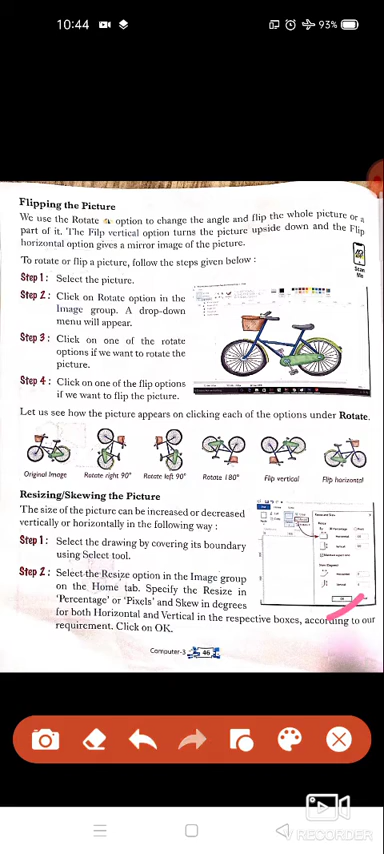 10:44
93%
Flipping the Picture
We use the Rotate option to change the angle and flip the whole picture or a
part of it. The Filp vertical option turns the picture upside down and the Flip
horizontal option gives a mirror image of the picture.
To rotate or flip a picture, follow the steps given below :
Step 1 : Select the picture.
Step 2 : Click on Rotate option in the
Image group. A drop-down
menu will appear.
Step 3 : Click on one of the rotate
options if we want to rotate the
picture.
Step 4 : Click on one of the flip options
if we want to flip the picture.
Scan
Me
Let us see how the picture appears on clicking each of the options under Rotate.
Original Image
Rotate right 90°
Rotate left 90°
Rotate 180°
Flip vertical
Flip horizontal
Resizing/Skewing the Picture
The size of the picture can be increased or decreased
vertically or horizontally in the following way :
Step 1 : Select the drawing by covering its boundary
using Select tool.
Step 2 : Select the Resize option in the Image group
on the Home tab. Specify the Resize in
'Percentage' or 'Pixels' and Skew in degrees
for both Horizontal and Vertical in the respective boxes, according to our
requirement. Click on OK.
Computer-3
46
RECORDER